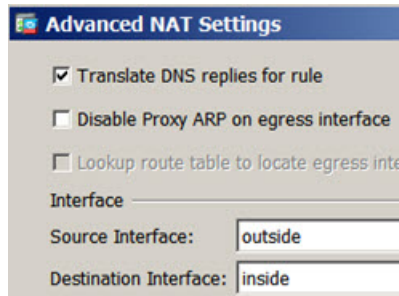 Advanced NAT Settings
Translate DNS replies for rule
Disable Proxy ARP on egress interface
Lookup route table to locate egress
Interface
Source Interface: outside
Destination Interface: inside